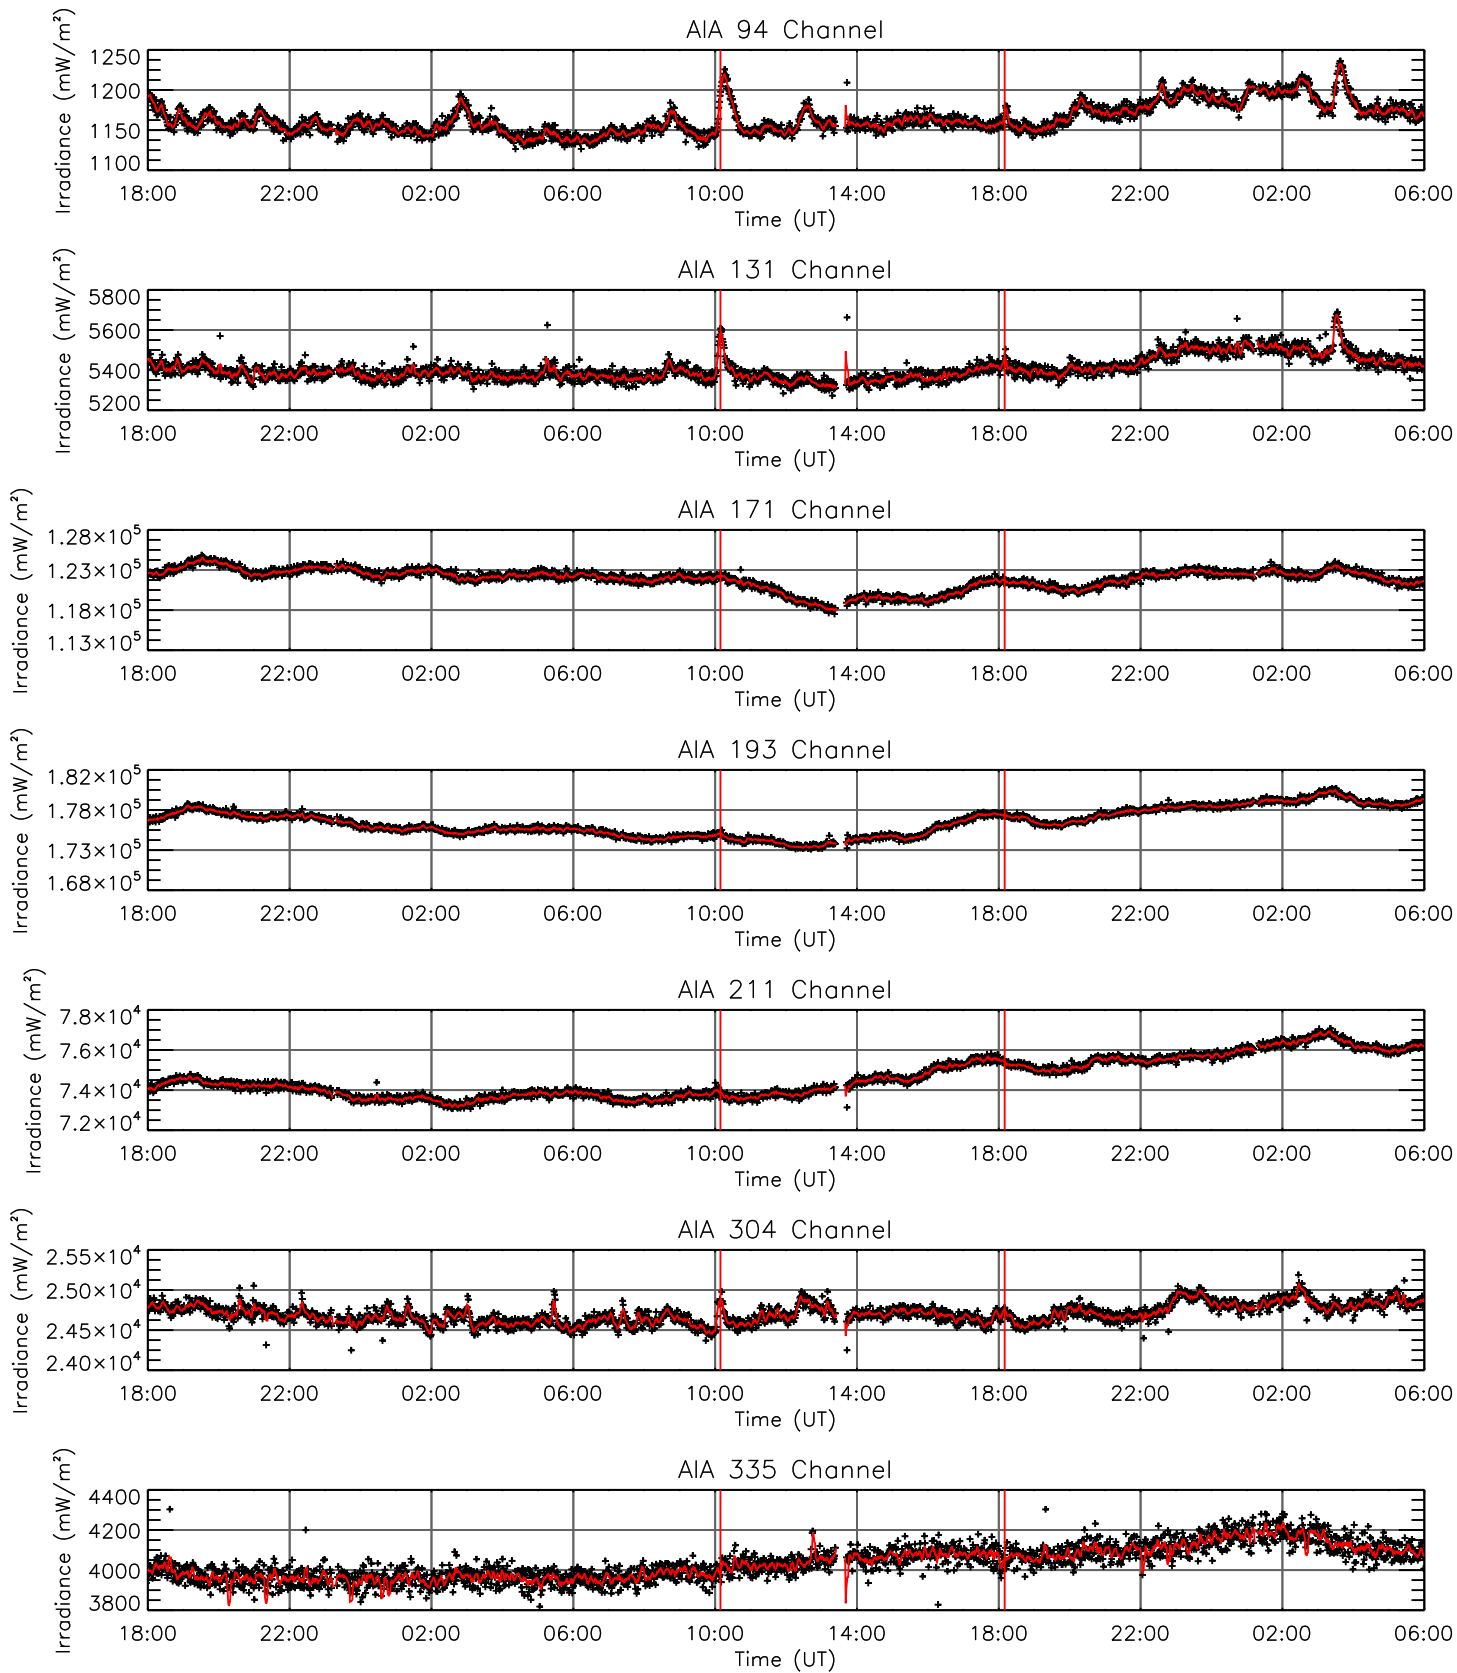 AIA 94 Channel
Irradiance (mW/m²)
1250
1200
1150
1100
18:00 22:00 02:00 06:00 10:00 14:00 18:00 22:00 02:00 06:00
Time (UT)
AIA 131 Channel
Irradiance (mW/m²)
5800
5600
5400
5200
18:00 22:00 02:00 06:00 10:00 14:00 18:00 22:00 02:00 06:00
Time (UT)
AIA 171 Channel
Irradiance (mW/m²)
1.28×10⁵
1.23×10⁵
1.18×10⁵
1.13×10⁵
18:00 22:00 02:00 06:00 10:00 14:00 18:00 22:00 02:00 06:00
Time (UT)
AIA 193 Channel
Irradiance (mW/m²)
1.82×10⁵
1.78×10⁵
1.73×10⁵
1.68×10⁵
18:00 22:00 02:00 06:00 10:00 14:00 18:00 22:00 02:00 06:00
Time (UT)
AIA 211 Channel
Irradiance (mW/m²)
7.8×10⁴
7.6×10⁴
7.4×10⁴
7.2×10⁴
18:00 22:00 02:00 06:00 10:00 14:00 18:00 22:00 02:00 06:00
Time (UT)
AIA 304 Channel
Irradiance (mW/m²)
2.55×10⁴
2.50×10⁴
2.45×10⁴
2.40×10⁴
18:00 22:00 02:00 06:00 10:00 14:00 18:00 22:00 02:00 06:00
Time (UT)
AIA 335 Channel
Irradiance (mW/m²)
4400
4200
4000
3800
18:00 22:00 02:00 06:00 10:00 14:00 18:00 22:00 02:00 06:00
Time (UT)